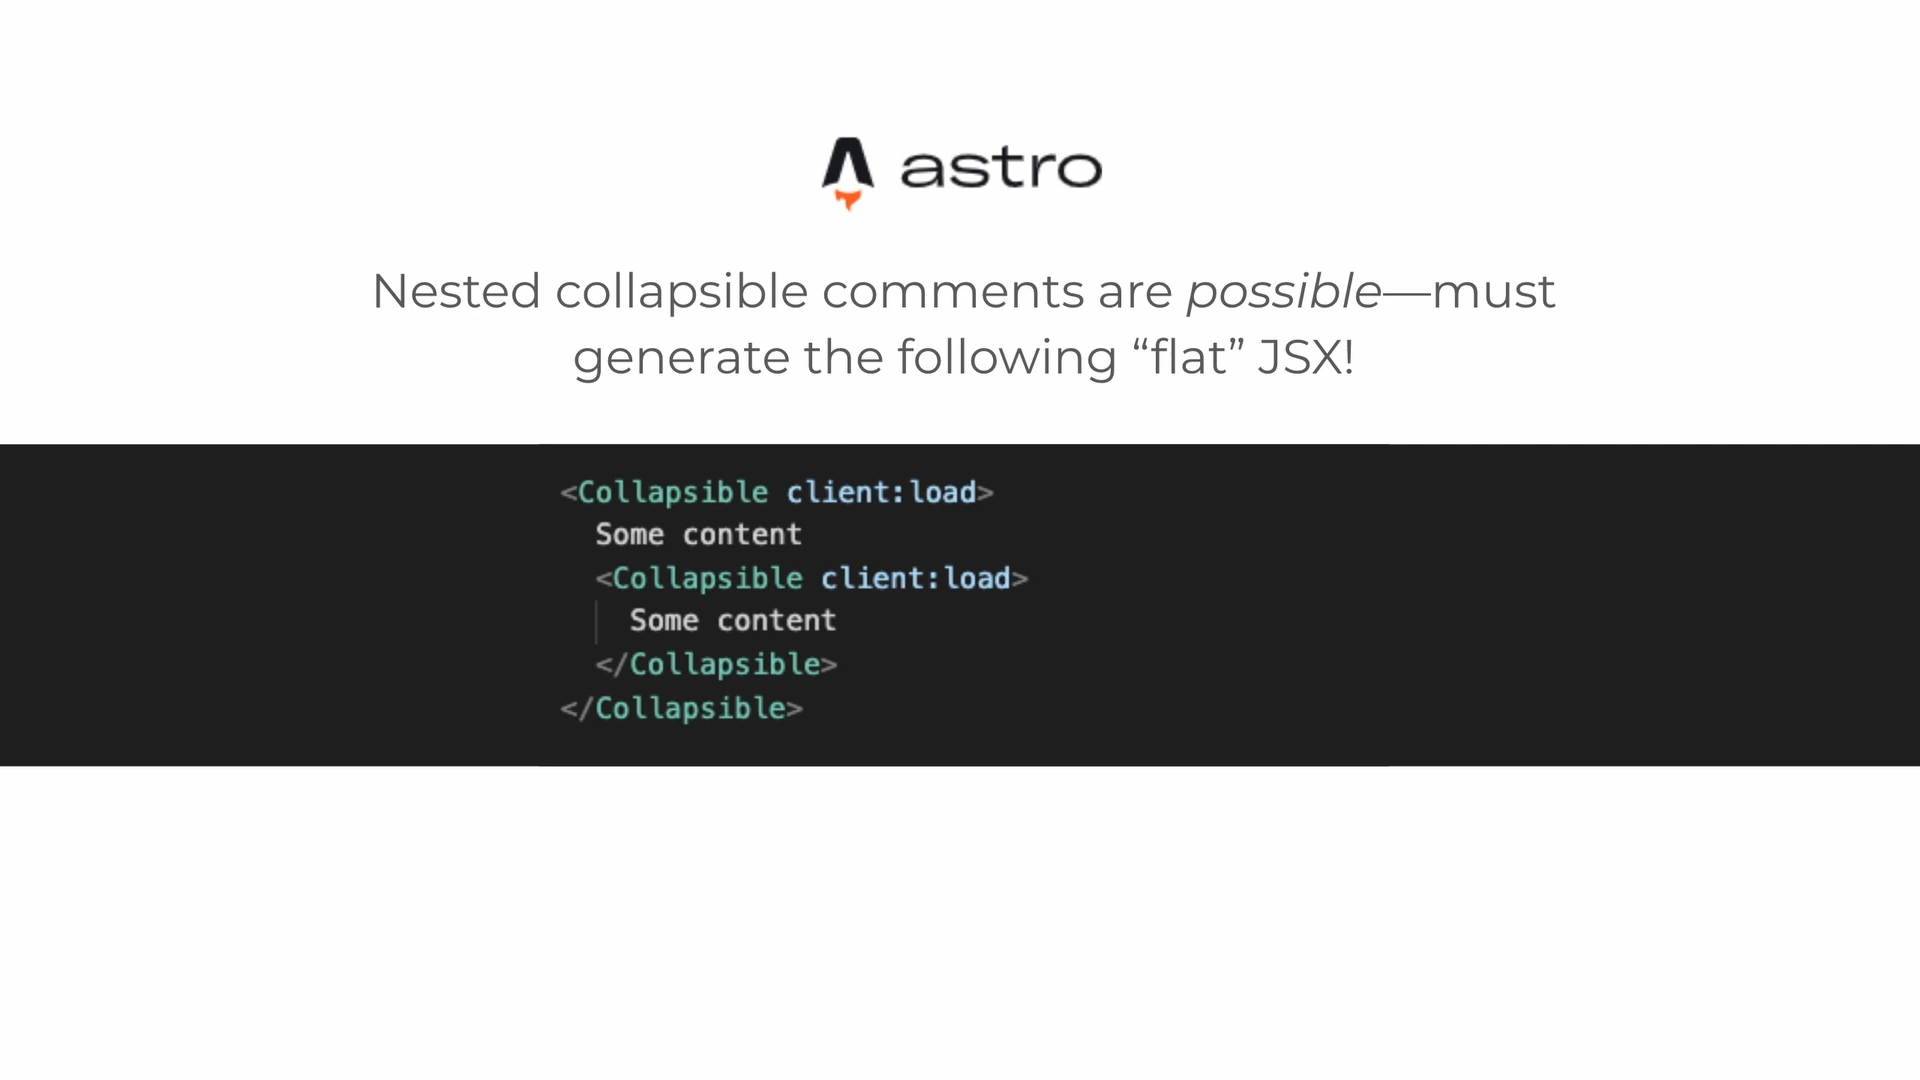 astro
Nested collapsible comments are possible—must
generate the following “flat” JSX!
<Collapsible client:load>
  Some content
  <Collapsible client:load>
    Some content
  </Collapsible>
</Collapsible>